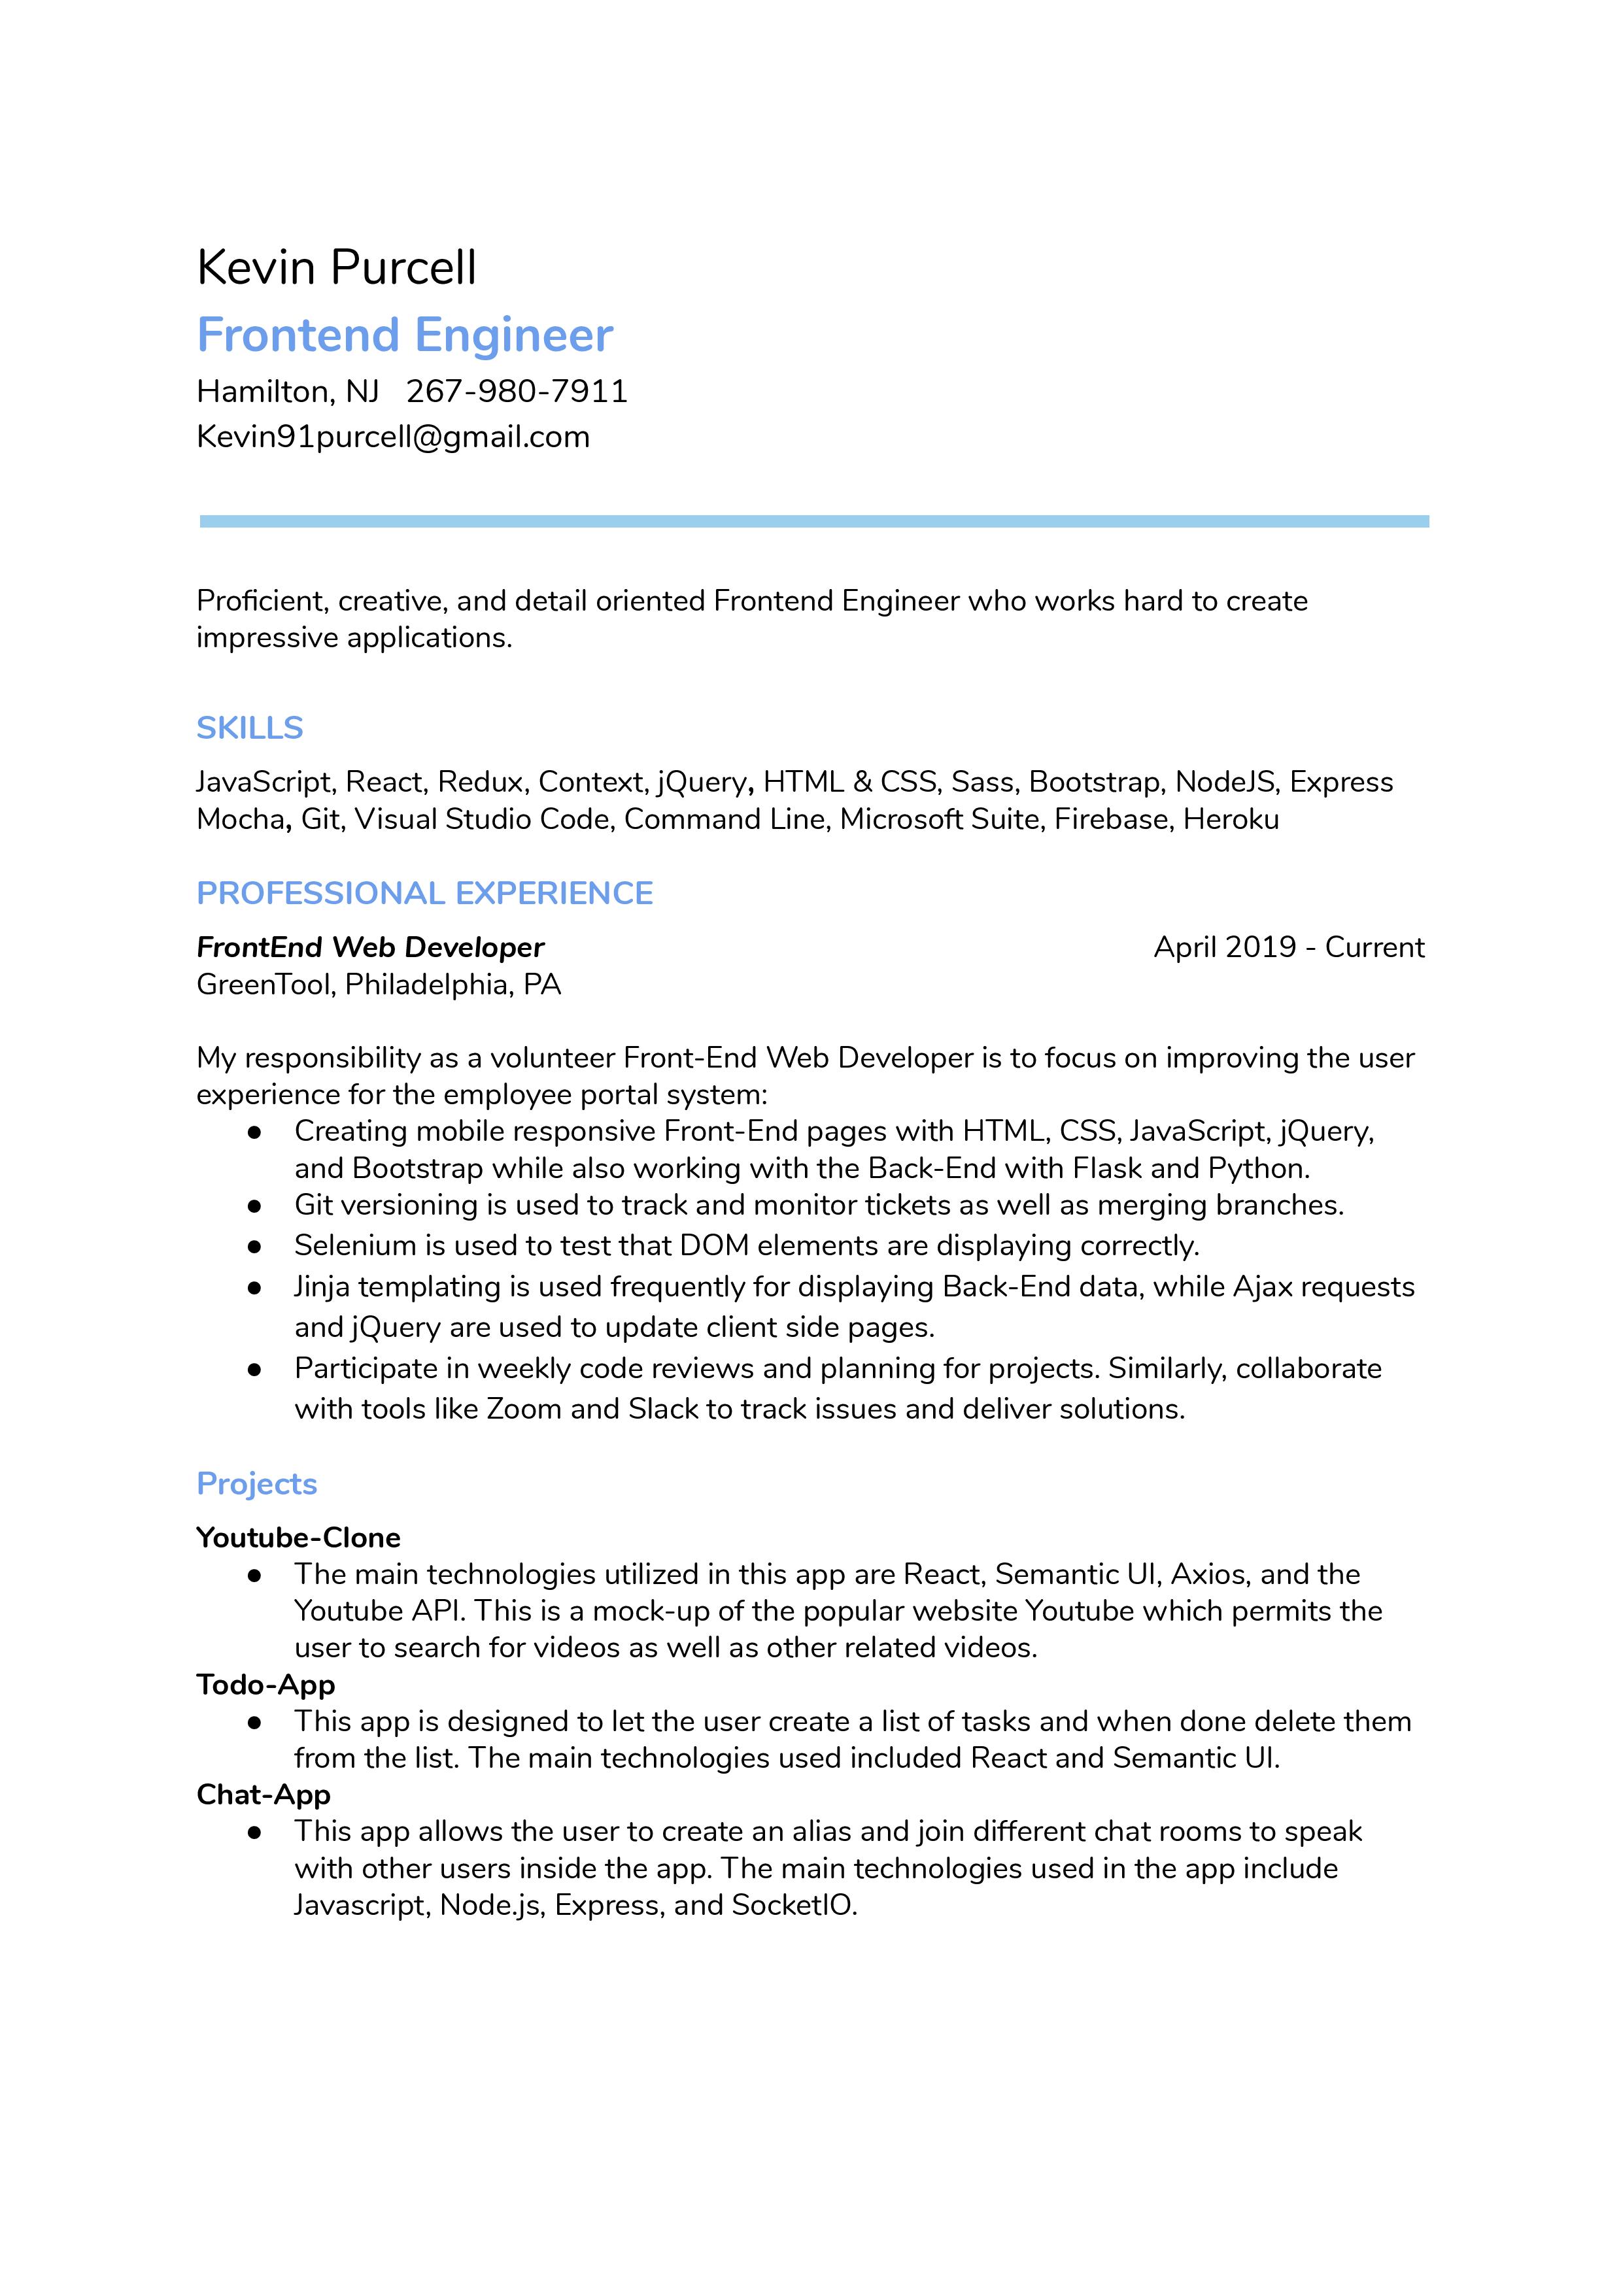 Kevin Purcell
Frontend Engineer
Hamilton, NJ   267-980-7911
Kevin91purcell@gmail.com
Proficient, creative, and detail oriented Frontend Engineer who works hard to create
impressive applications.
SKILLS
JavaScript, React, Redux, Context, jQuery, HTML & CSS, Sass, Bootstrap, NodeJS, Express
Mocha, Git, Visual Studio Code, Command Line, Microsoft Suite, Firebase, Heroku
PROFESSIONAL EXPERIENCE
FrontEnd Web Developer April 2019 - Current
GreenTool, Philadelphia, PA
My responsibility as a volunteer Front-End Web Developer is to focus on improving the user
experience for the employee portal system:
● Creating mobile responsive Front-End pages with HTML, CSS, JavaScript, jQuery,
and Bootstrap while also working with the Back-End with Flask and Python.
● Git versioning is used to track and monitor tickets as well as merging branches.
● Selenium is used to test that DOM elements are displaying correctly.
● Jinja templating is used frequently for displaying Back-End data, while Ajax requests
and jQuery are used to update client side pages.
● Participate in weekly code reviews and planning for projects. Similarly, collaborate
with tools like Zoom and Slack to track issues and deliver solutions.
Projects
Youtube-Clone
● The main technologies utilized in this app are React, Semantic UI, Axios, and the
Youtube API. This is a mock-up of the popular website Youtube which permits the
user to search for videos as well as other related videos.
Todo-App
● This app is designed to let the user create a list of tasks and when done delete them
from the list. The main technologies used included React and Semantic UI.
Chat-App
● This app allows the user to create an alias and join different chat rooms to speak
with other users inside the app. The main technologies used in the app include
Javascript, Node.js, Express, and SocketIO.